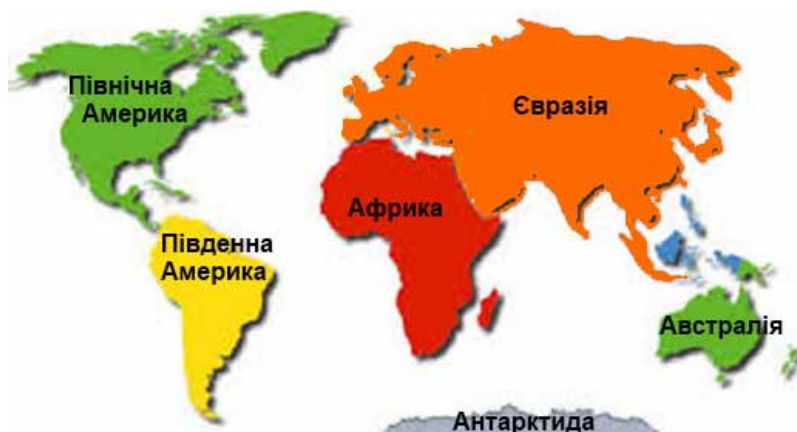 Північна
Америка
Євразія
Африка
Південна
Америка
Австралія
Антарктида